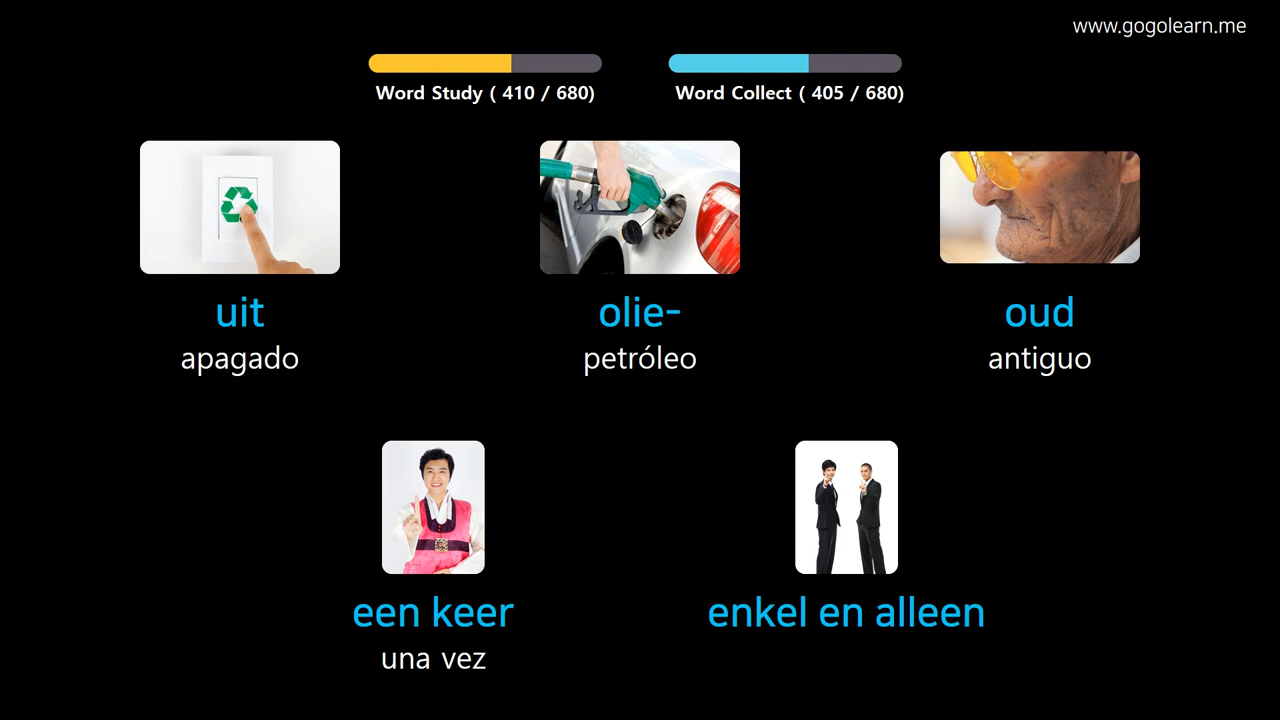 www.gogolearn.me
Word Study ( 410 / 680)
Word Collect ( 405 / 680)
uit
apagado
olie-
petróleo
oud
antiguo
een keer
una vez
enkel en alleen